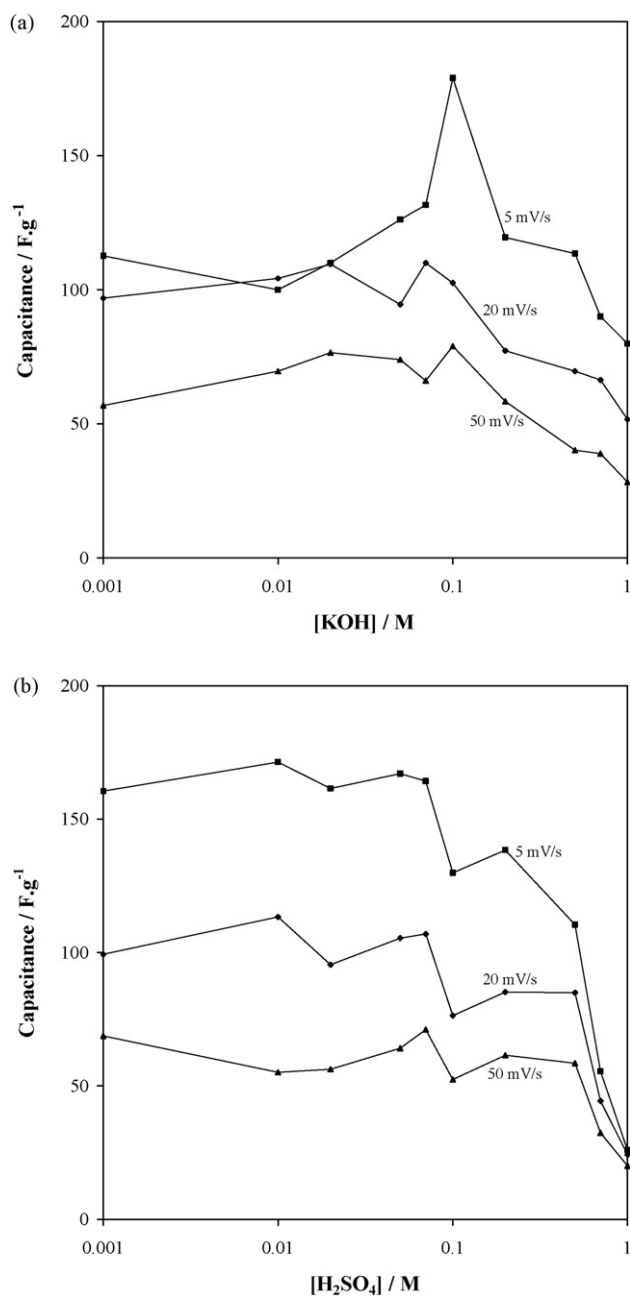 (a)
200
150
100
50
0
Capacitance / F.g⁻¹
5 mV/s
20 mV/s
50 mV/s
0.001 0.01 0.1 1
[KOH] / M
(b)
200
150
100
50
0
Capacitance / F.g⁻¹
5 mV/s
20 mV/s
50 mV/s
0.001 0.01 0.1 1
[H₂SO₄] / M